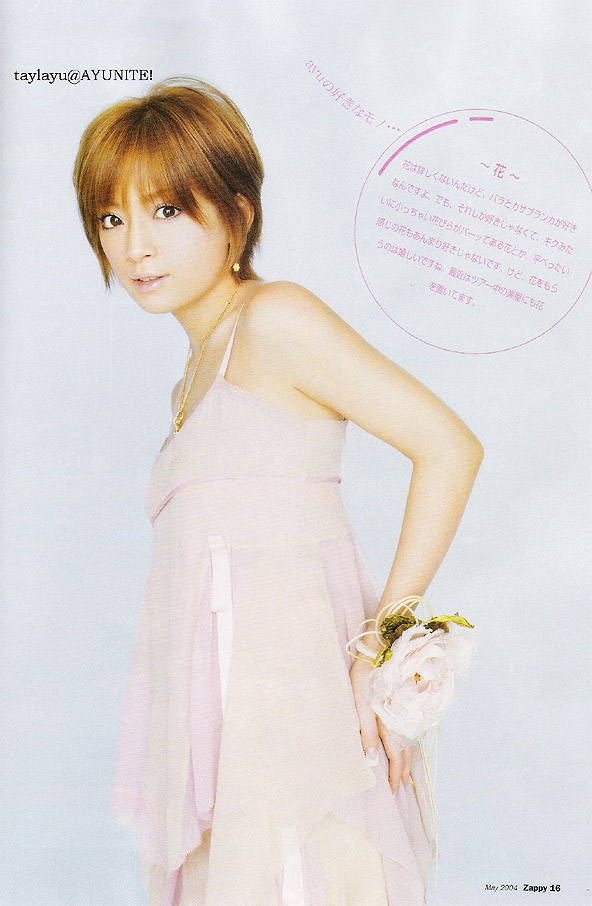 taylayu@AYUNITE!
ayuの好きなモノ…
～花～
花は詳しくないんだけど、バラとカサブランカが好き
なんですよ。でも、それしか好きじゃなくて、キクみた
いに小っちゃい花びらがバーッてある花とか、平べったい
感じの花もあんまり好きじゃないです。けど、花をもら
うのは嬉しいですね。最近はツアー中の楽屋にも花
を置いてます。
May 2004 Zappy 16